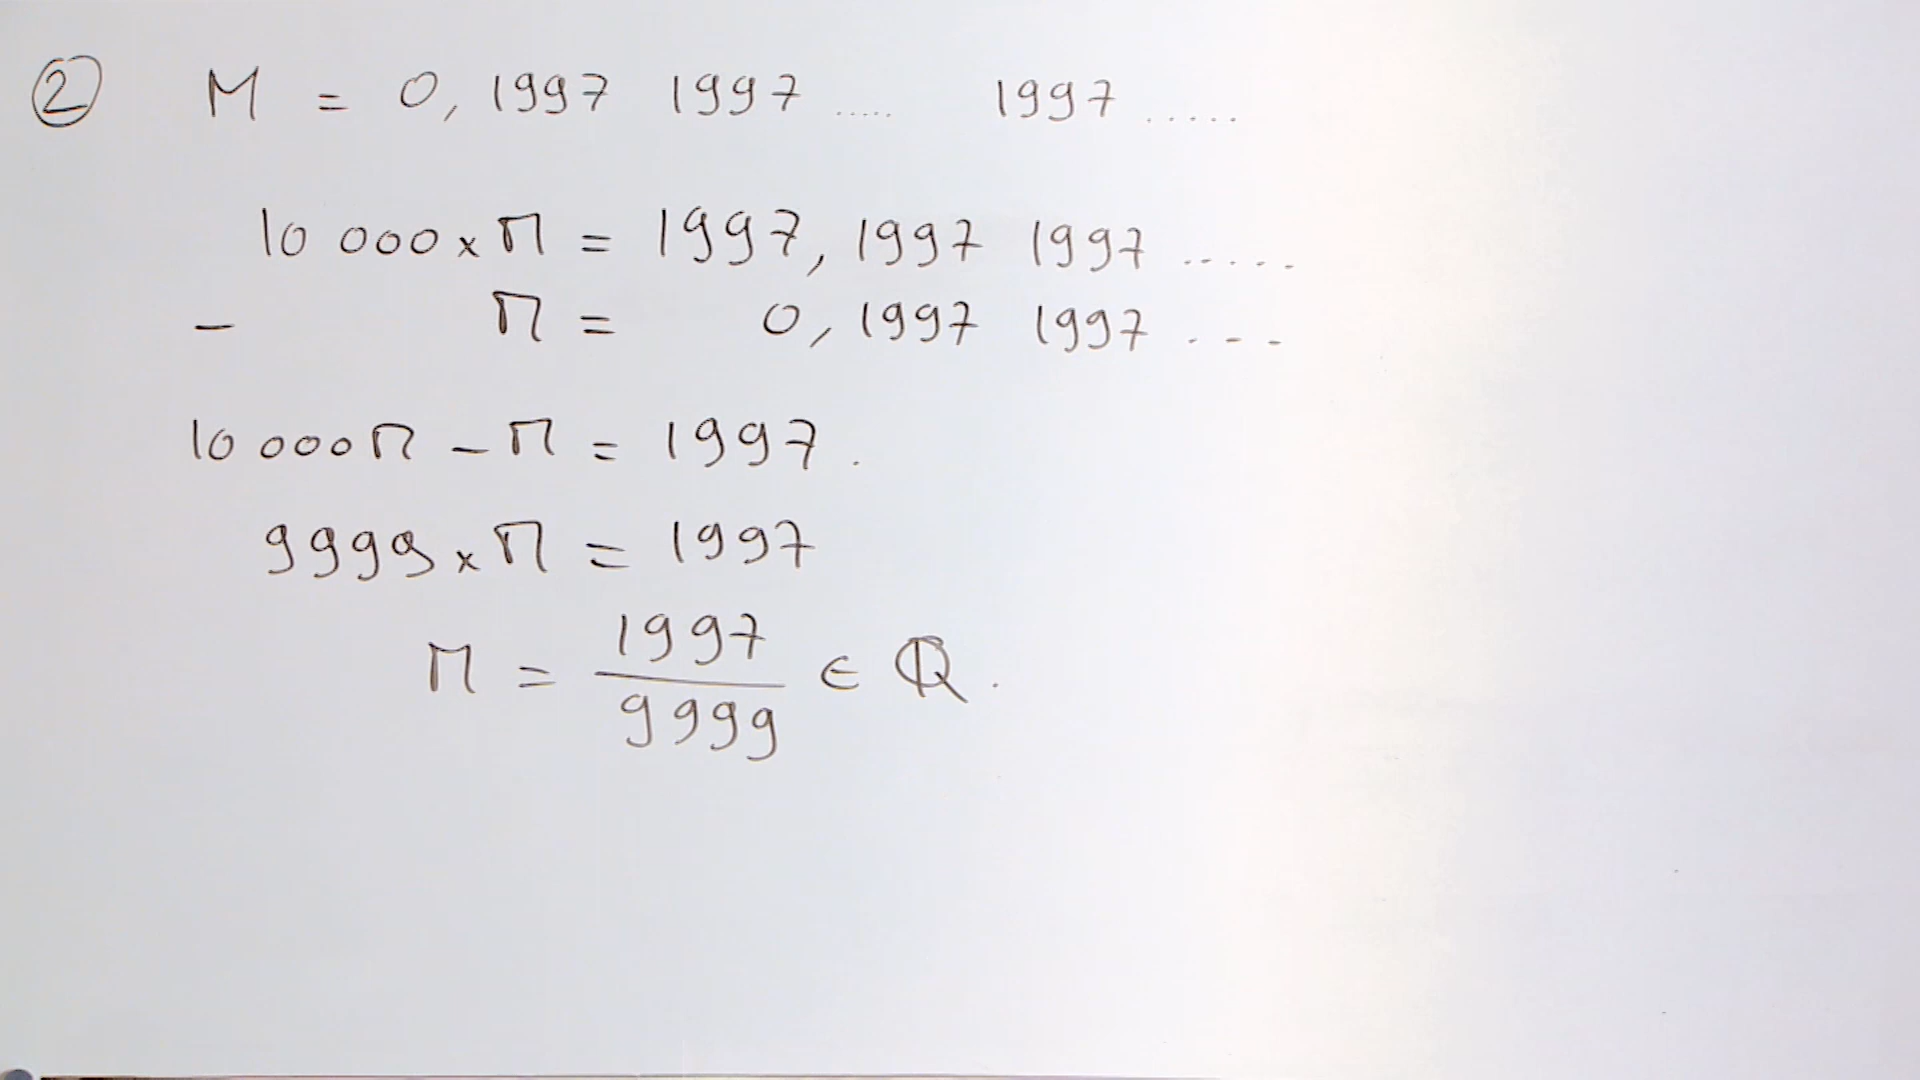 ② M = 0,1997 1997 ..... 1997 .....
10 000 x M = 1997,1997 1997 .....
- M = 0,1997 1997 ...
10 000 M - M = 1997.
9999 x M = 1997
M = 1997/9999 ∈ ℚ.